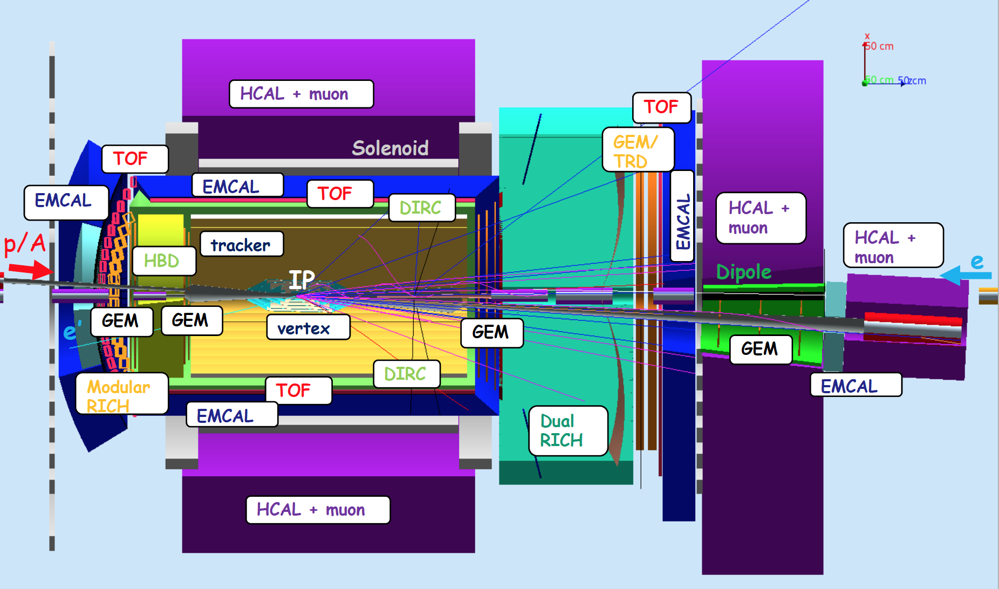 x
50 cm
50 cm
50 cm
z
HCAL + muon
TOF
Solenoid
GEM/
TRD
TOF
EMCAL
EMCAL
TOF
EMCAL
DIRC
EMCAL
HCAL +
muon
HCAL +
muon
p/A
tracker
HBD
IP
Dipole
e
e'
GEM
GEM
vertex
GEM
GEM
Modular
RICH
TOF
DIRC
EMCAL
EMCAL
Dual
RICH
HCAL + muon